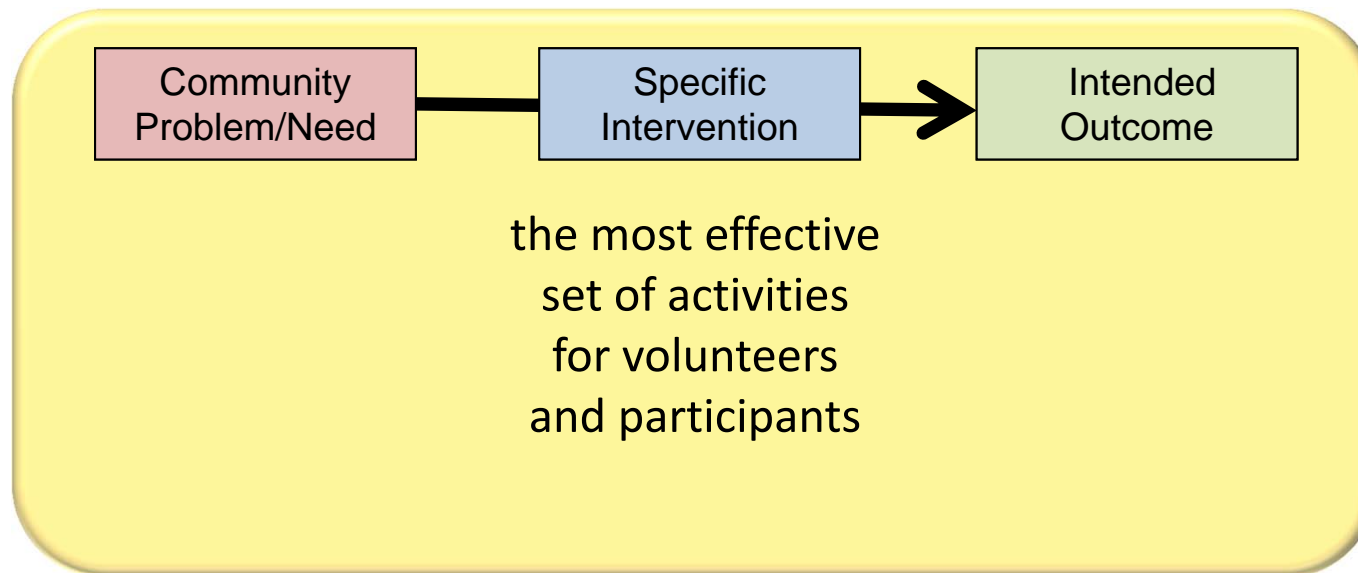 Community
Problem/Need
Specific
Intervention
Intended
Outcome
the most effective
set of activities
for volunteers
and participants